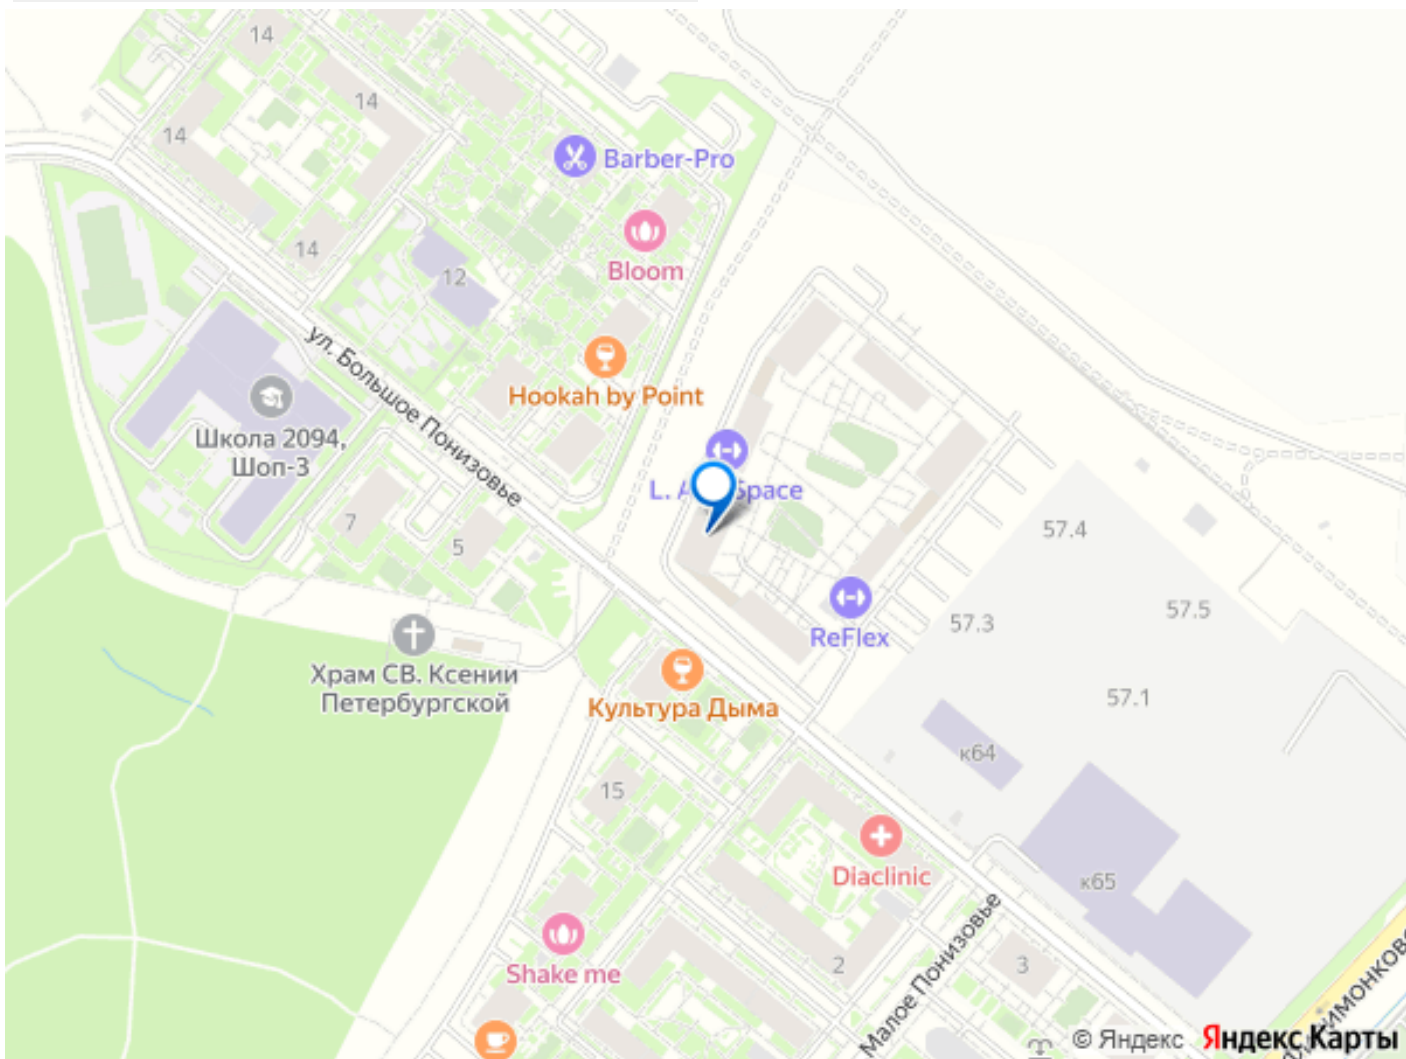 14
14
14
Barber-Pro
14
12
Bloom
ул. Большое Понизовье
Hookah by Point
Школа 2094,
Шоп-3
Space
7
5
57.4
57.3
57.5
ReFlex
Храм СВ. Ксении
Петербургской
57.1
Культура Дыма
к64
15
Diaclinic
к65
Малое Понизовье
Shake me
2
3
© Яндекс Яндекс Карты